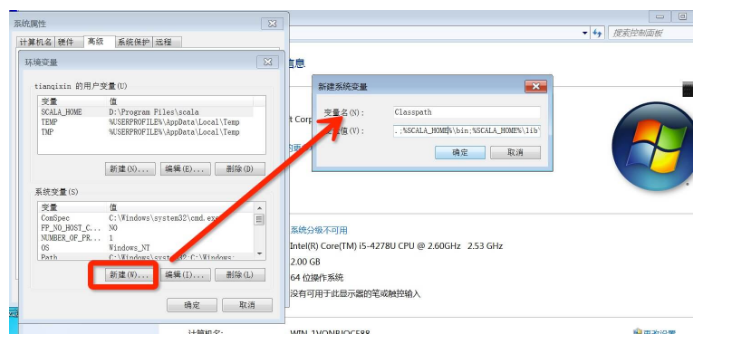 系统属性
计算机名 硬件 高级 系统保护 远程
环境变量
tianqixin 的用户变量(U)
变量 值
SCALA_HOME D:\Program Files\scala
TEMP %USERPROFILE%\AppData\Local\Temp
TMP %USERPROFILE%\AppData\Local\Temp
新建(N)... 编辑(E)... 删除(D)
系统变量(S)
变量 值
ComSpec C:\Windows\system32\cmd.exe
FP_NO_HOST_C... NO
NUMBER_OF_PR... 1
OS Windows_NT
Path C:\Windows\system32;C:\Windows;
新建(W)... 编辑(I)... 删除(L)
确定 取消
搜索控制面板
信息
新建系统变量
变量名(N): Classpath
变量值(V): .;%SCALA_HOME%\bin;%SCALA_HOME%\lib\
确定 取消
t Corp
系统分级不可用
Intel(R) Core(TM) i5-4278U CPU @ 2.60GHz 2.53 GHz
2.00 GB
64 位操作系统
没有可用于此显示器的笔或触控输入
计算机名: WIN-1VONBJOCE88
更改设置